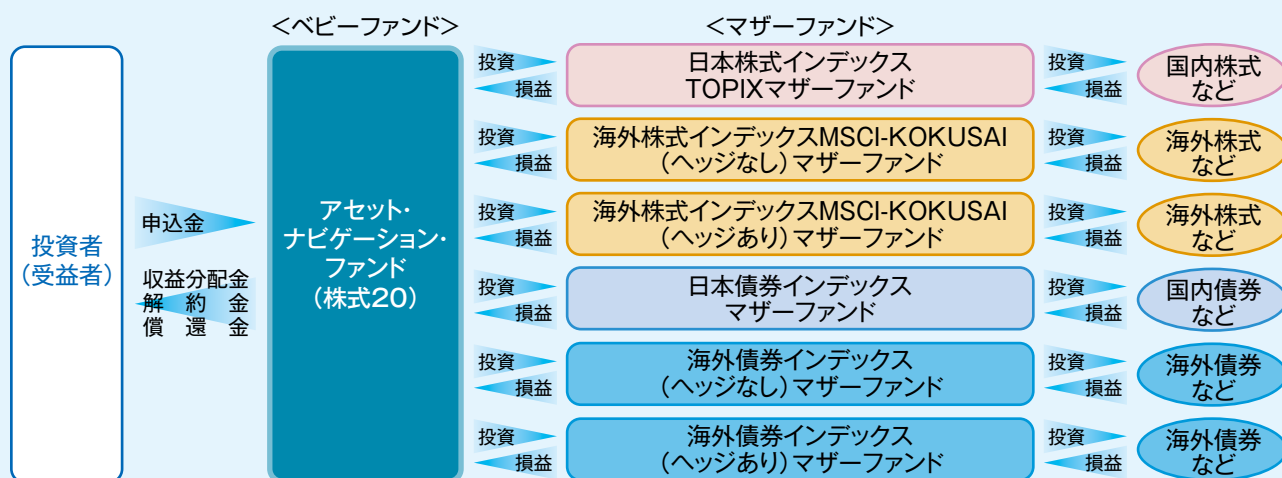 ＜ベビーファンド＞
＜マザーファンド＞
投資者
（受益者）
申込金
収益分配金
解約金
償還金
アセット・
ナビゲーション・
ファンド
（株式20）
投資
損益
日本株式インデックス
TOPIXマザーファンド
投資
損益
国内株式
など
投資
損益
海外株式インデックスMSCI-KOKUSAI
（ヘッジなし）マザーファンド
投資
損益
海外株式
など
投資
損益
海外株式インデックスMSCI-KOKUSAI
（ヘッジあり）マザーファンド
投資
損益
海外株式
など
投資
損益
日本債券インデックス
マザーファンド
投資
損益
国内債券
など
投資
損益
海外債券インデックス
（ヘッジなし）マザーファンド
投資
損益
海外債券
など
投資
損益
海外債券インデックス
（ヘッジあり）マザーファンド
投資
損益
海外債券
など